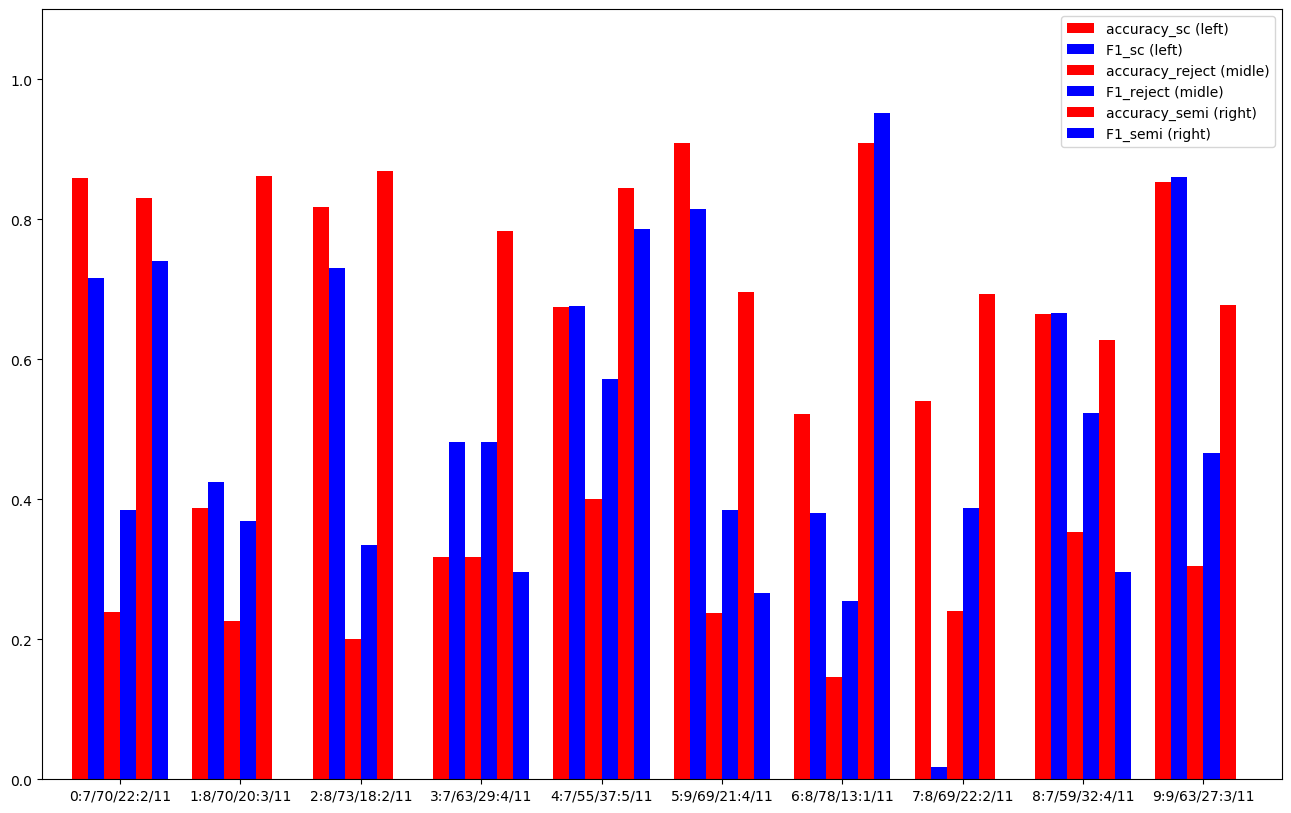 accuracy_sc (left)
F1_sc (left)
accuracy_reject (midle)
F1_reject (midle)
accuracy_semi (right)
F1_semi (right)
1.0
0.8
0.6
0.4
0.2
0.0
0:7/70/22:2/11 1:8/70/20:3/11 2:8/73/18:2/11 3:7/63/29:4/11 4:7/55/37:5/11 5:9/69/21:4/11 6:8/78/13:1/11 7:8/69/22:2/11 8:7/59/32:4/11 9:9/63/27:3/11